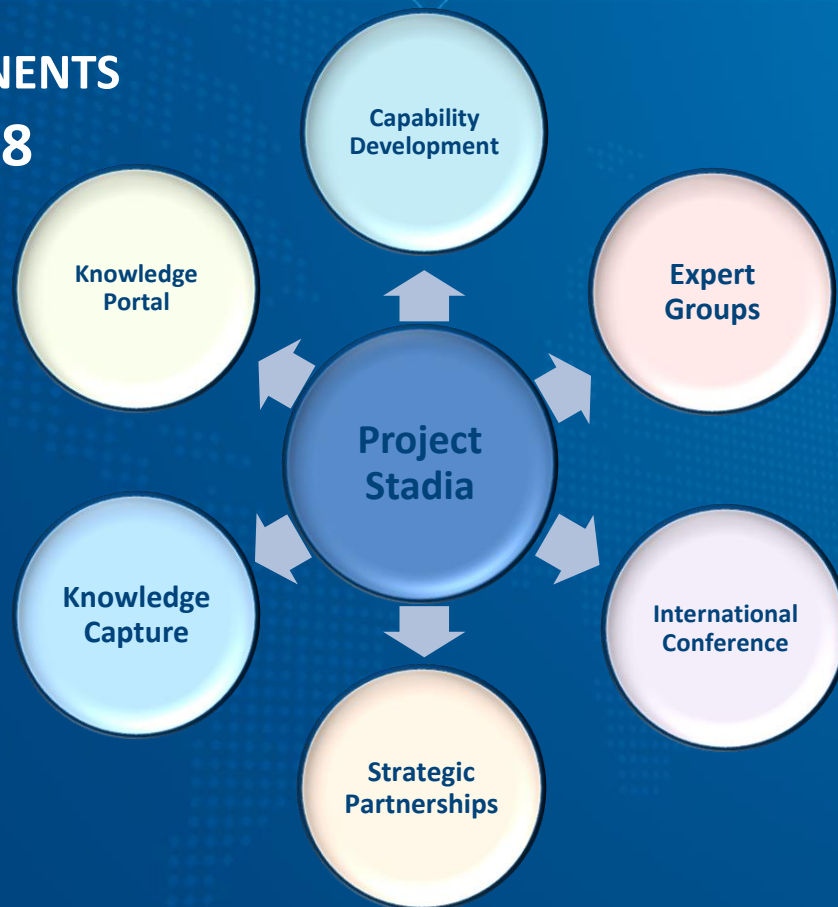 NENTS
8
Capability
Development
Knowledge
Portal
Expert
Groups
Project
Stadia
Knowledge
Capture
International
Conference
Strategic
Partnerships